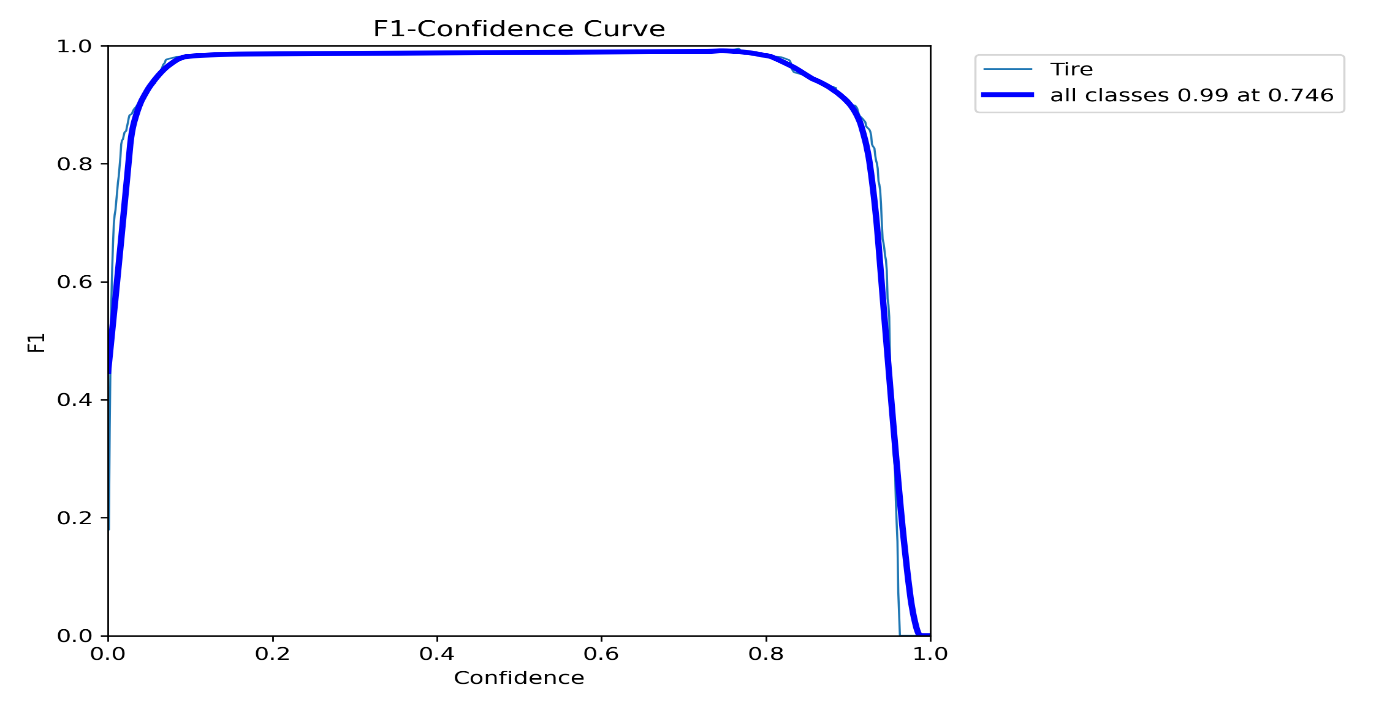 F1-Confidence Curve
Tire
all classes 0.99 at 0.746
1.0
0.8
0.6
0.4
0.2
0.0
F1
0.0 0.2 0.4 0.6 0.8 1.0
Confidence